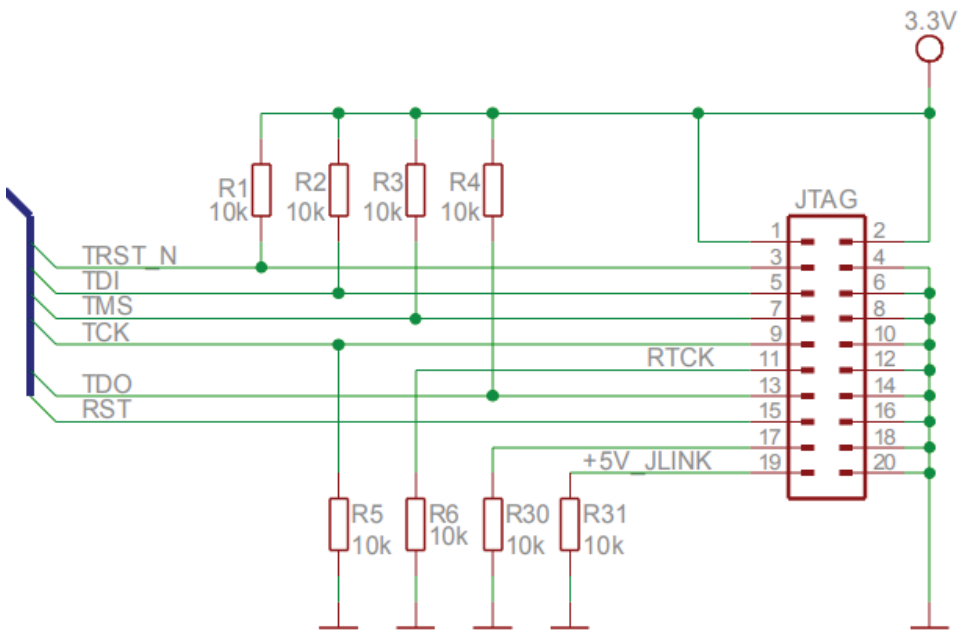 3.3V
R1
10k
R2
10k
R3
10k
R4
10k
JTAG
TRST_N
TDI
TMS
TCK
RTCK
TDO
RST
+5V_JLINK
1 2
3 4
5 6
7 8
9 10
11 12
13 14
15 16
17 18
19 20
R5
10k
R6
10k
R30
10k
R31
10k